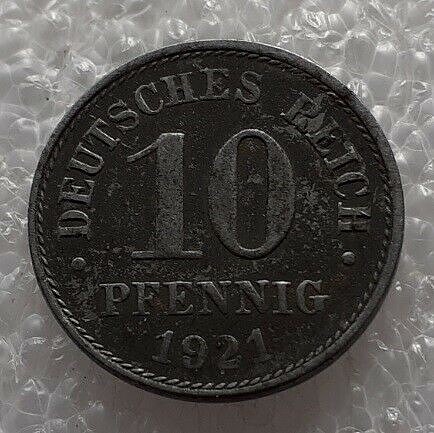 DEUTSCHES REICH
10
PFENNIG
1921